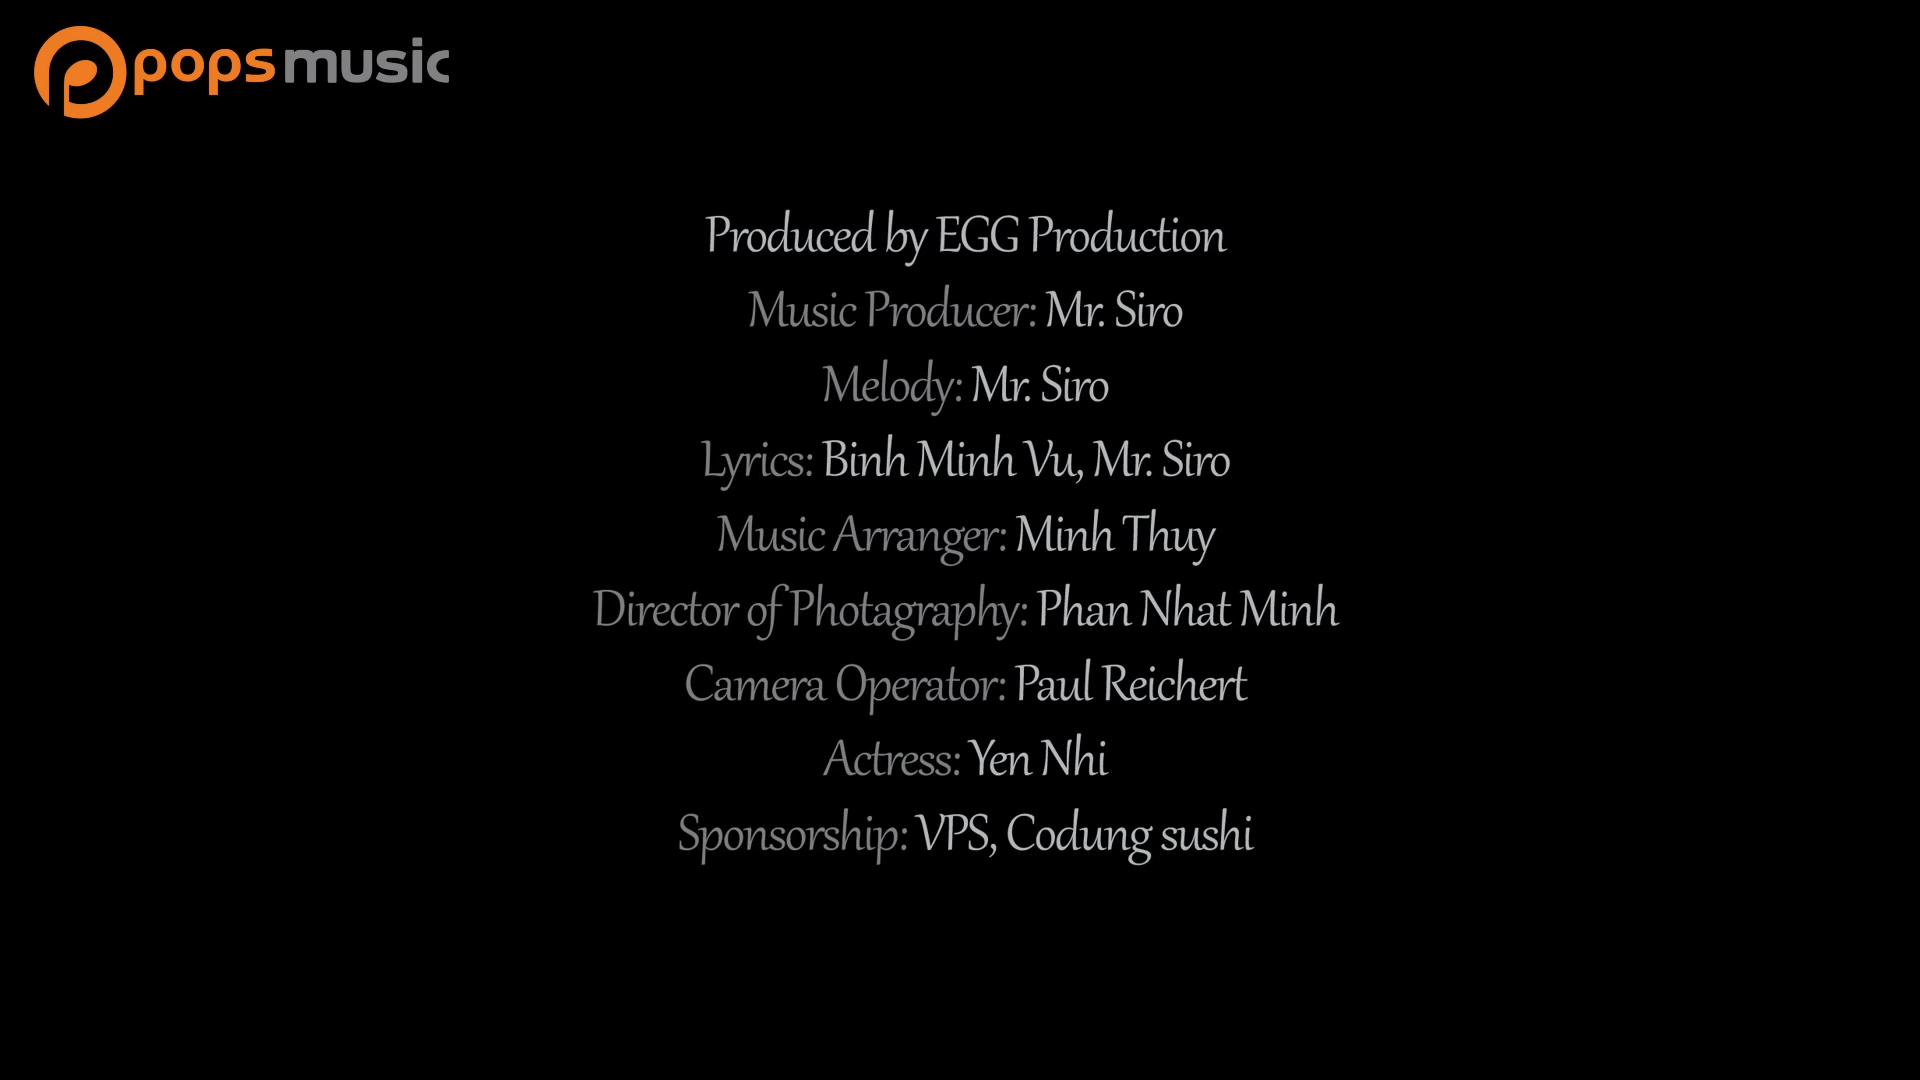 pops music
Produced by EGG Production
Music Producer: Mr. Siro
Melody: Mr. Siro
Lyrics: Binh Minh Vu, Mr. Siro
Music Arranger: Minh Thuy
Director of Photagraphy: Phan Nhat Minh
Camera Operator: Paul Reichert
Actress: Yen Nhi
Sponsorship: VPS, Codung sushi